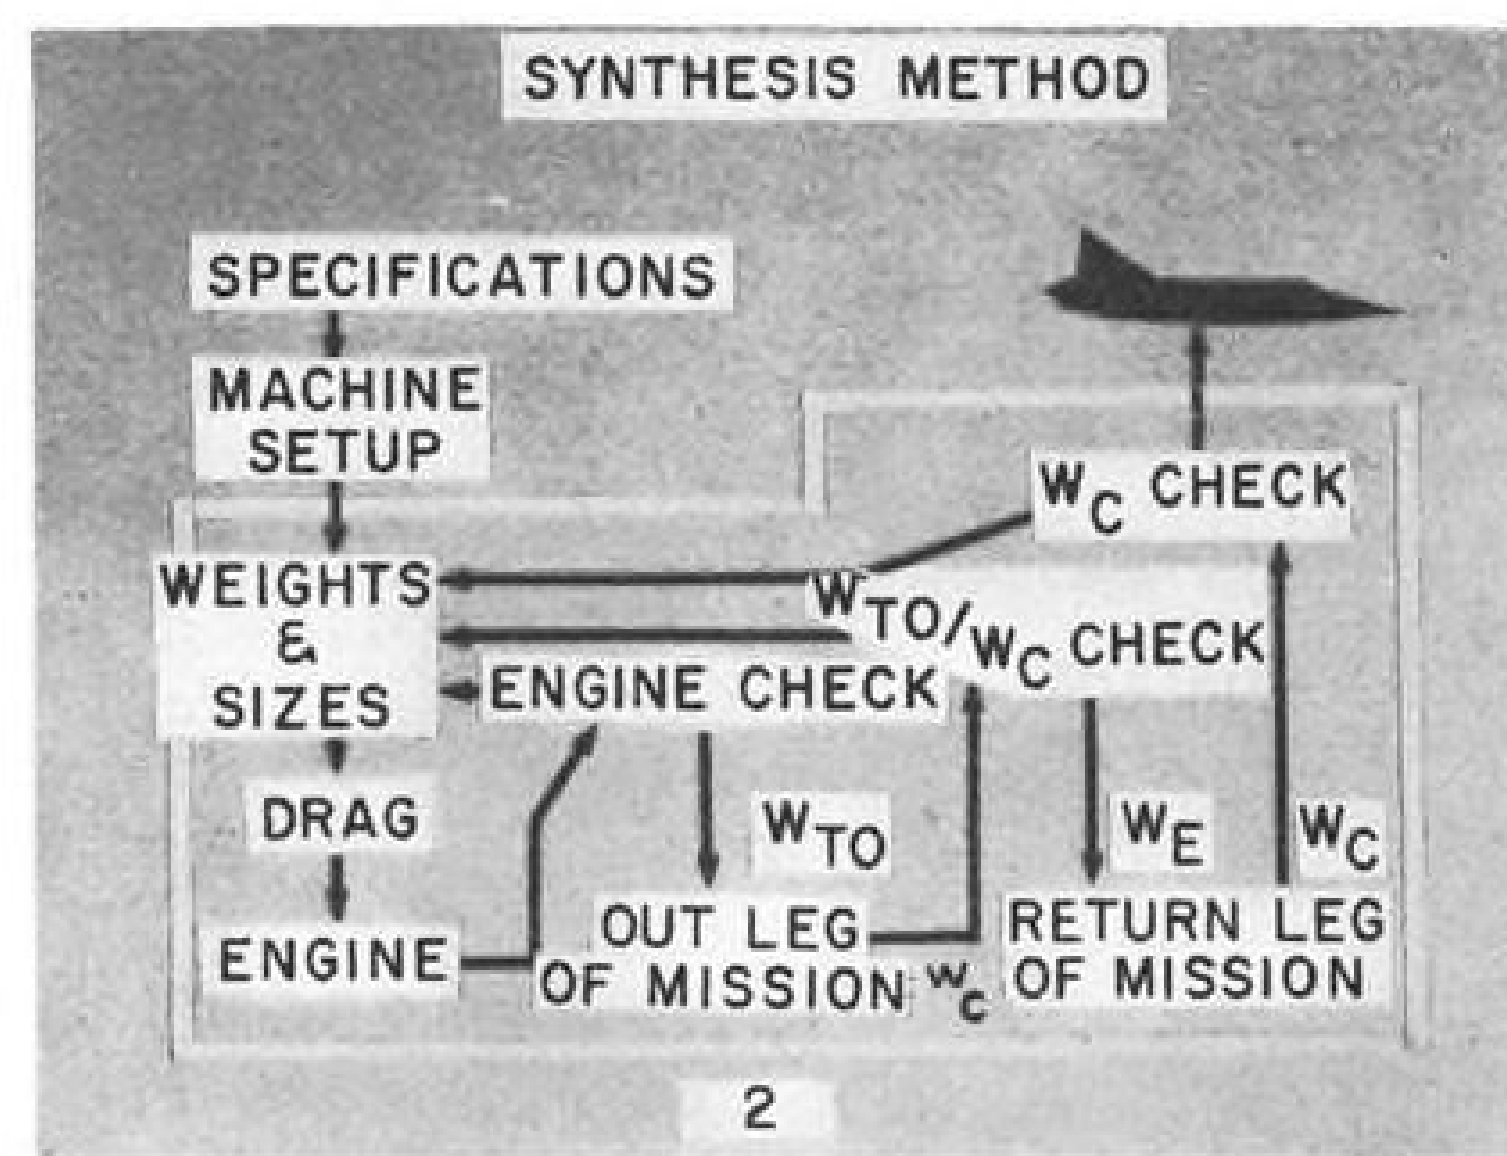 SYNTHESIS METHOD
SPECIFICATIONS
MACHINE
SETUP
WC CHECK
WEIGHTS
&
SIZES
WTO/WC CHECK
ENGINE CHECK
DRAG
WTO
WE
WC
ENGINE
OUT LEG
OF MISSION
WC
RETURN LEG
OF MISSION
2